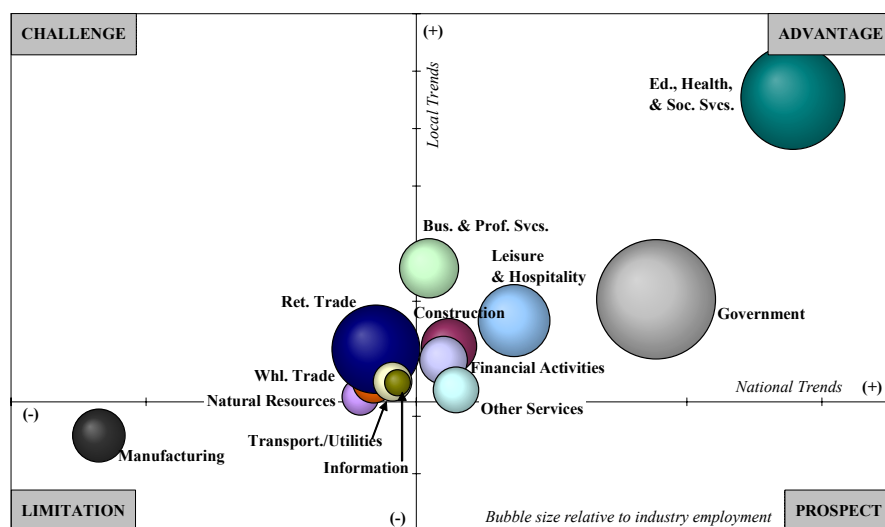 CHALLENGE
(+)
ADVANTAGE
Local Trends
Ed., Health,
& Soc. Svcs.
Bus. & Prof. Svcs.
Leisure
& Hospitality
Ret. Trade
Construction
Government
Whl. Trade
Financial Activities
National Trends
(+)
Natural Resources
Other Services
(-)
Transport./Utilities
Manufacturing
Information
LIMITATION
(-)
Bubble size relative to industry employment
PROSPECT